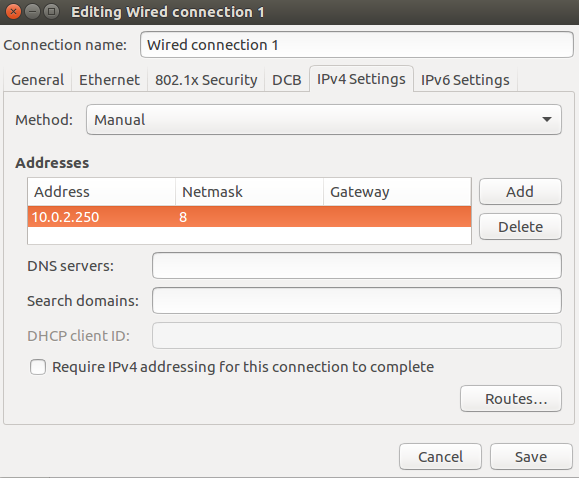 Editing Wired connection 1
Connection name: Wired connection 1
General Ethernet 802.1x Security DCB IPv4 Settings IPv6 Settings
Method: Manual
Addresses
Address Netmask Gateway Add
10.0.2.250 8 Delete
DNS servers:
Search domains:
DHCP client ID:
Require IPv4 addressing for this connection to complete
Routes…
Cancel Save